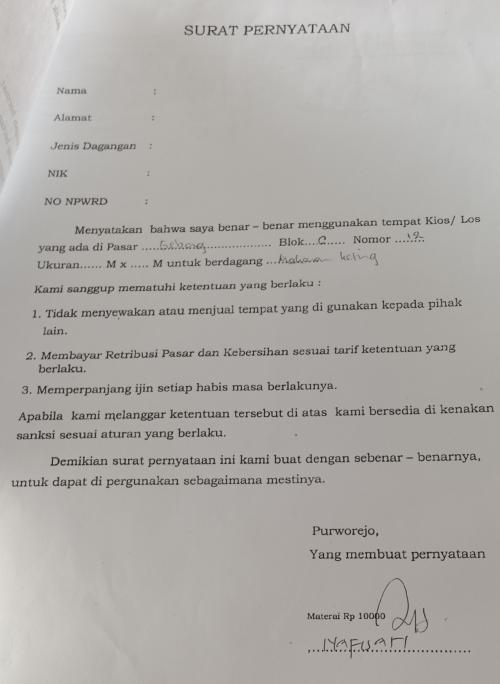 SURAT PERNYATAAN
Nama :
Alamat :
Jenis Dagangan :
NIK :
NO NPWRD :
Menyatakan bahwa saya benar – benar menggunakan tempat Kios/ Los
yang ada di Pasar ..................... Blok....C..... Nomor ...12...
Ukuran...... M x ..... M untuk berdagang ...
Kami sanggup mematuhi ketentuan yang berlaku :
1. Tidak menyewakan atau menjual tempat yang di gunakan kepada pihak
lain.
2. Membayar Retribusi Pasar dan Kebersihan sesuai tarif ketentuan yang
berlaku.
3. Memperpanjang ijin setiap habis masa berlakunya.
Apabila kami melanggar ketentuan tersebut di atas kami bersedia di kenakan
sanksi sesuai aturan yang berlaku.
Demikian surat pernyataan ini kami buat dengan sebenar – benarnya,
untuk dapat di pergunakan sebagaimana mestinya.
Purworejo,
Yang membuat pernyataan
Materai Rp 10000